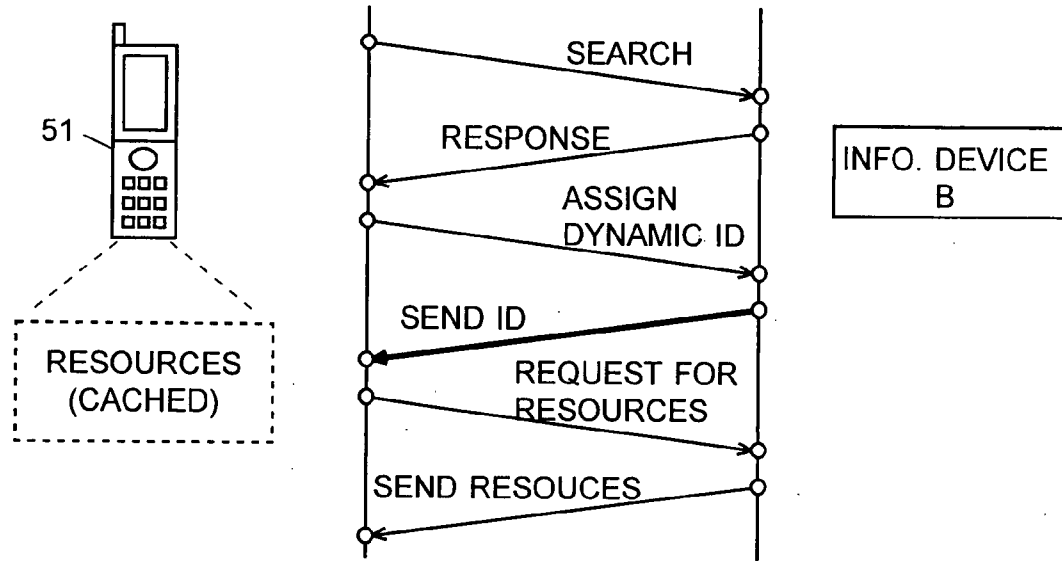 SEARCH
51
RESPONSE
INFO. DEVICE
B
ASSIGN
DYNAMIC ID
SEND ID
RESOURCES
(CACHED)
REQUEST FOR
RESOURCES
SEND RESOUCES